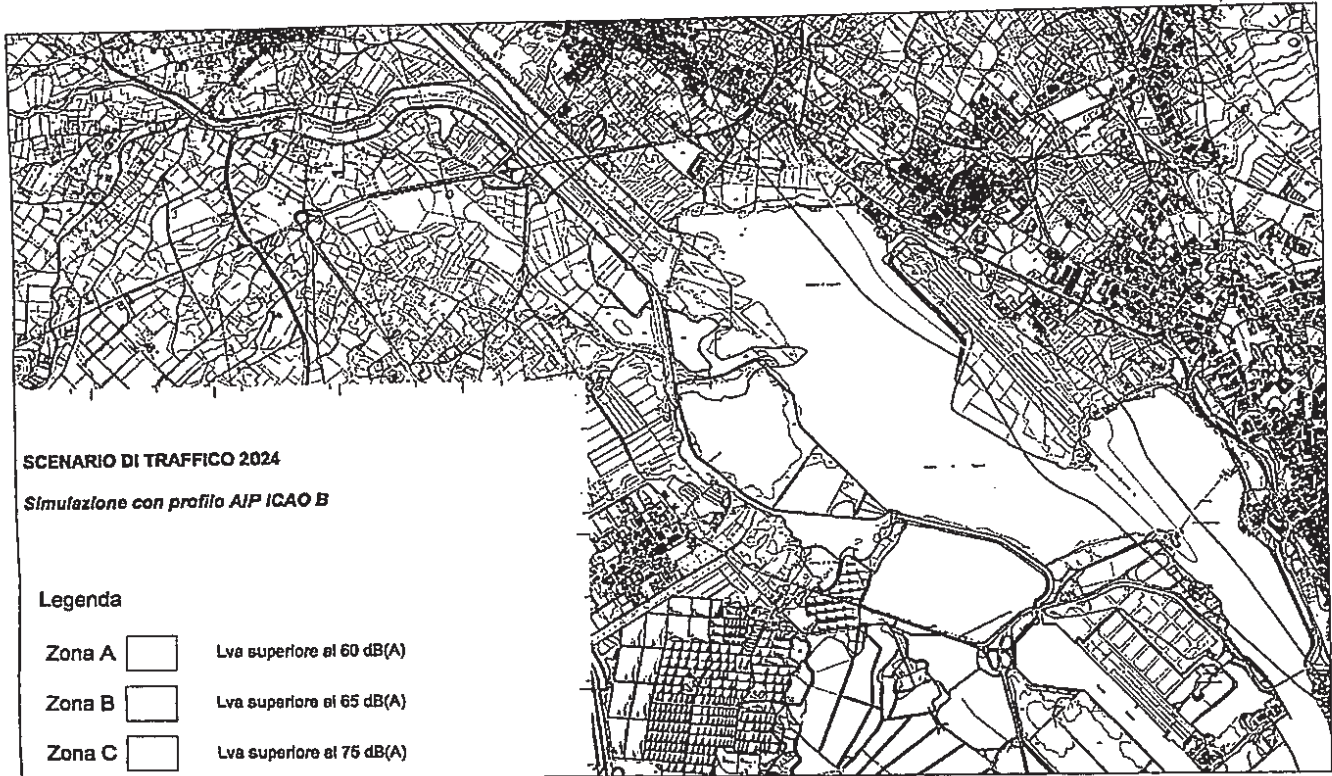 SCENARIO DI TRAFFICO 2024
Simulazione con profilo AIP ICAO B
Legenda
Zona A Lva superiore ai 60 dB(A)
Zona B Lva superiore ai 65 dB(A)
Zona C Lva superiore ai 75 dB(A)